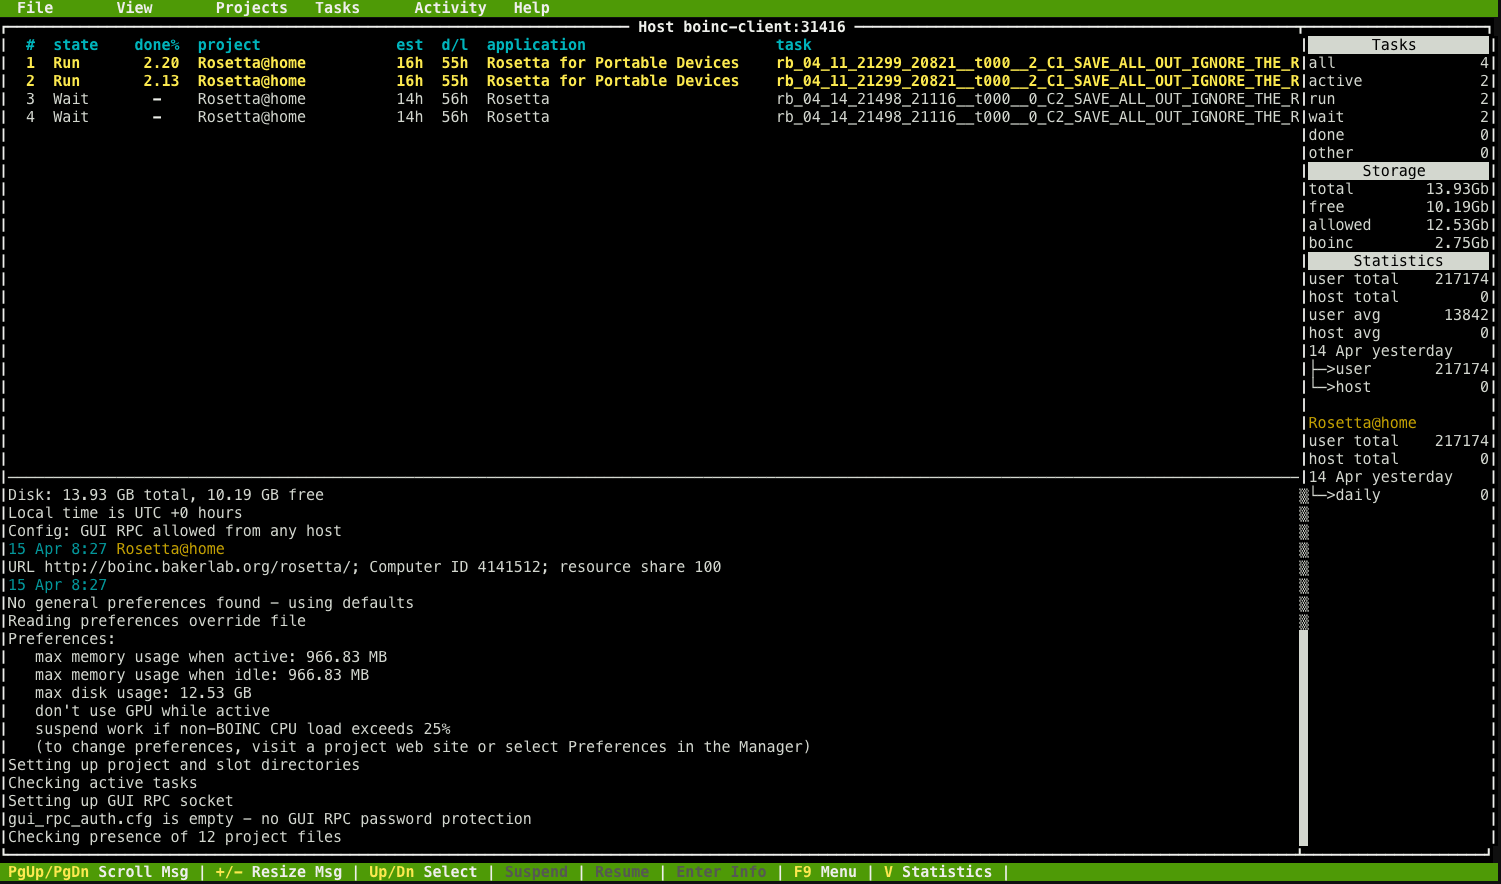 File View Projects Tasks Activity Help
Host boinc-client:31416
# state done% project est d/l application task
1 Run 2.20 Rosetta@home 16h 55h Rosetta for Portable Devices rb_04_11_21299_20821__t000__2_C1_SAVE_ALL_OUT_IGNORE_THE_R
2 Run 2.13 Rosetta@home 16h 55h Rosetta for Portable Devices rb_04_11_21299_20821__t000__2_C1_SAVE_ALL_OUT_IGNORE_THE_R
3 Wait – Rosetta@home 14h 56h Rosetta rb_04_14_21498_21116__t000__0_C2_SAVE_ALL_OUT_IGNORE_THE_R
4 Wait – Rosetta@home 14h 56h Rosetta rb_04_14_21498_21116__t000__0_C2_SAVE_ALL_OUT_IGNORE_THE_R
Tasks
all 4
active 2
run 2
wait 2
done 0
other 0
Storage
total 13.93Gb
free 10.19Gb
allowed 12.53Gb
boinc 2.75Gb
Statistics
user total 217174
host total 0
user avg 13842
host avg 0
14 Apr yesterday
├─>user 217174
└─>host 0
Rosetta@home
user total 217174
host total 0
14 Apr yesterday
└─>daily 0
Disk: 13.93 GB total, 10.19 GB free
Local time is UTC +0 hours
Config: GUI RPC allowed from any host
15 Apr 8:27 Rosetta@home
URL http://boinc.bakerlab.org/rosetta/; Computer ID 4141512; resource share 100
15 Apr 8:27
No general preferences found – using defaults
Reading preferences override file
Preferences:
max memory usage when active: 966.83 MB
max memory usage when idle: 966.83 MB
max disk usage: 12.53 GB
don't use GPU while active
suspend work if non–BOINC CPU load exceeds 25%
(to change preferences, visit a project web site or select Preferences in the Manager)
Setting up project and slot directories
Checking active tasks
Setting up GUI RPC socket
gui_rpc_auth.cfg is empty – no GUI RPC password protection
Checking presence of 12 project files
PgUp/PgDn Scroll Msg | +/– Resize Msg | Up/Dn Select | Suspend | Resume | Enter Info | F9 Menu | V Statistics |